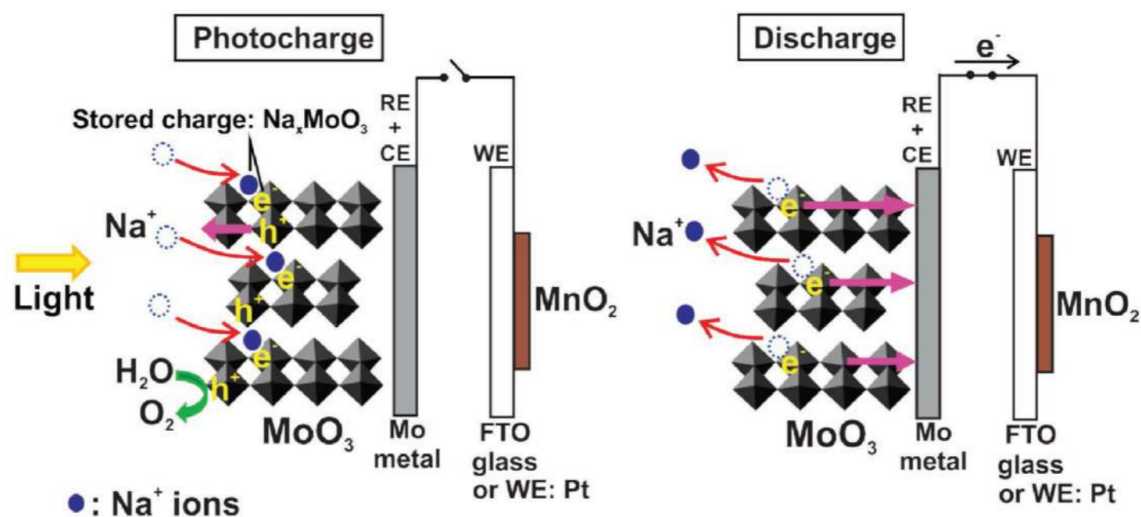 Photocharge
Stored charge: NaₓMoO₃
RE
+
CE
WE
e⁻
h⁺
Na⁺
e⁻
h⁺
Light
e⁻
H₂O
h⁺
O₂
MoO₃
MnO₂
Mo
metal
FTO
glass
or WE: Pt
: Na⁺ ions
Discharge
e⁻
RE
+
CE
WE
e⁻
Na⁺
e⁻
e⁻
MoO₃
MnO₂
Mo
metal
FTO
glass
or WE: Pt